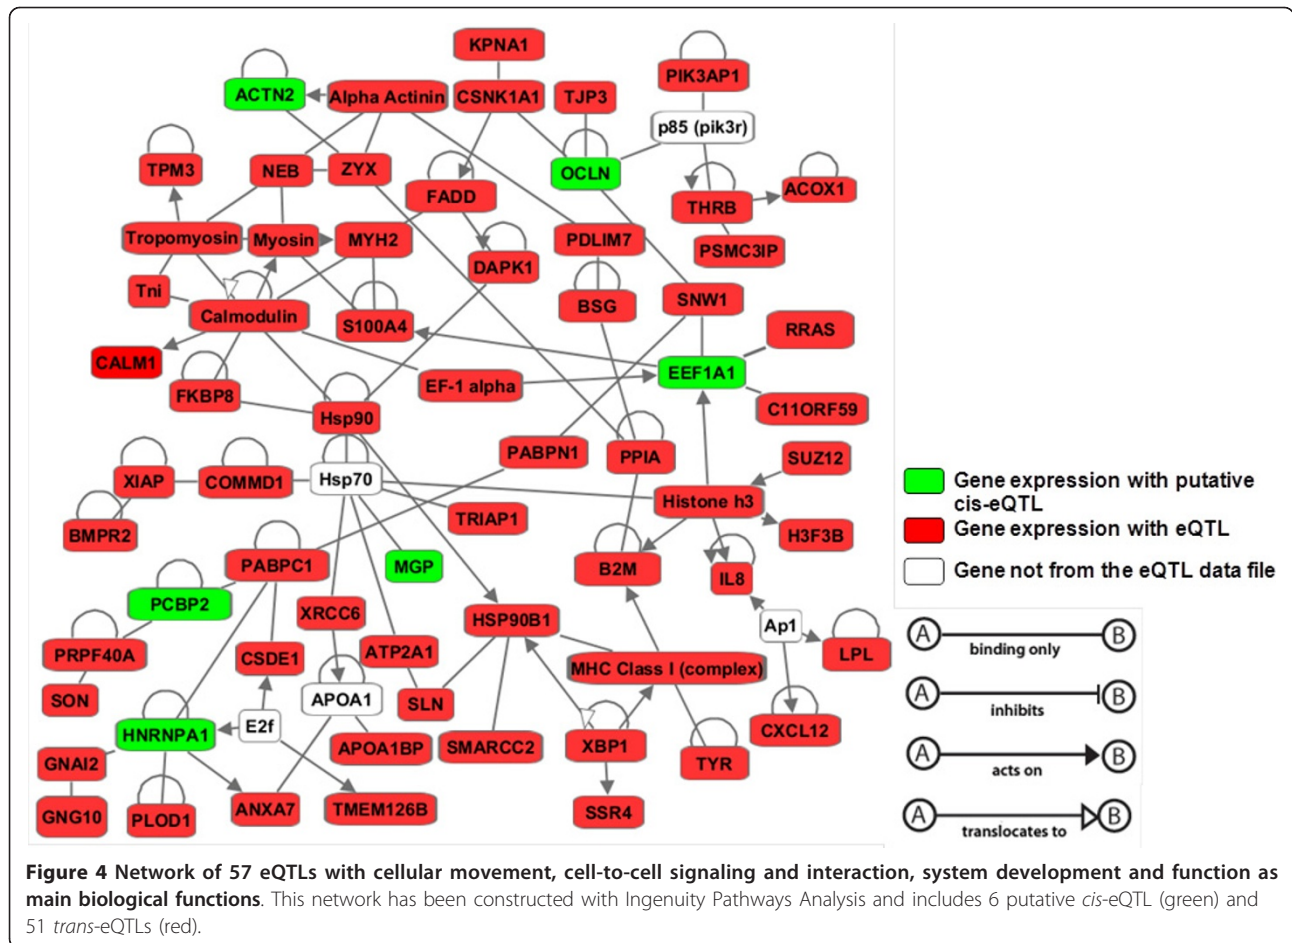 KPNA1
PIK3AP1
ACTN2
Alpha Actinin
CSNK1A1
TJP3
p85 (pik3r)
TPM3
NEB
ZYX
OCLN
FADD
THRB
ACOX1
Tropomyosin
Myosin
MYH2
PDLIM7
PSMC3IP
DAPK1
Tni
BSG
SNW1
Calmodulin
S100A4
RRAS
CALM1
EEF1A1
EF-1 alpha
FKBP8
C11ORF59
Hsp90
PABPN1
PPIA
SUZ12
XIAP
COMMD1
Hsp70
Histone h3
TRIAP1
BMPR2
H3F3B
PABPC1
MGP
B2M
IL8
PCBP2
XRCC6
HSP90B1
Ap1
PRPF40A
CSDE1
ATP2A1
LPL
MHC Class I (complex)
SON
APOA1
SLN
E2f
HNRNPA1
CXCL12
APOA1BP
SMARCC2
XBP1
GNAI2
TYR
GNG10
PLOD1
ANXA7
TMEM126B
SSR4
Gene expression with putative
cis-eQTL
Gene expression with eQTL
Gene not from the eQTL data file
A B
binding only
A B
inhibits
A B
acts on
A B
translocates to
Figure 4 Network of 57 eQTLs with cellular movement, cell-to-cell signaling and interaction, system development and function as
main biological functions. This network has been constructed with Ingenuity Pathways Analysis and includes 6 putative cis-eQTL (green) and
51 trans-eQTLs (red).